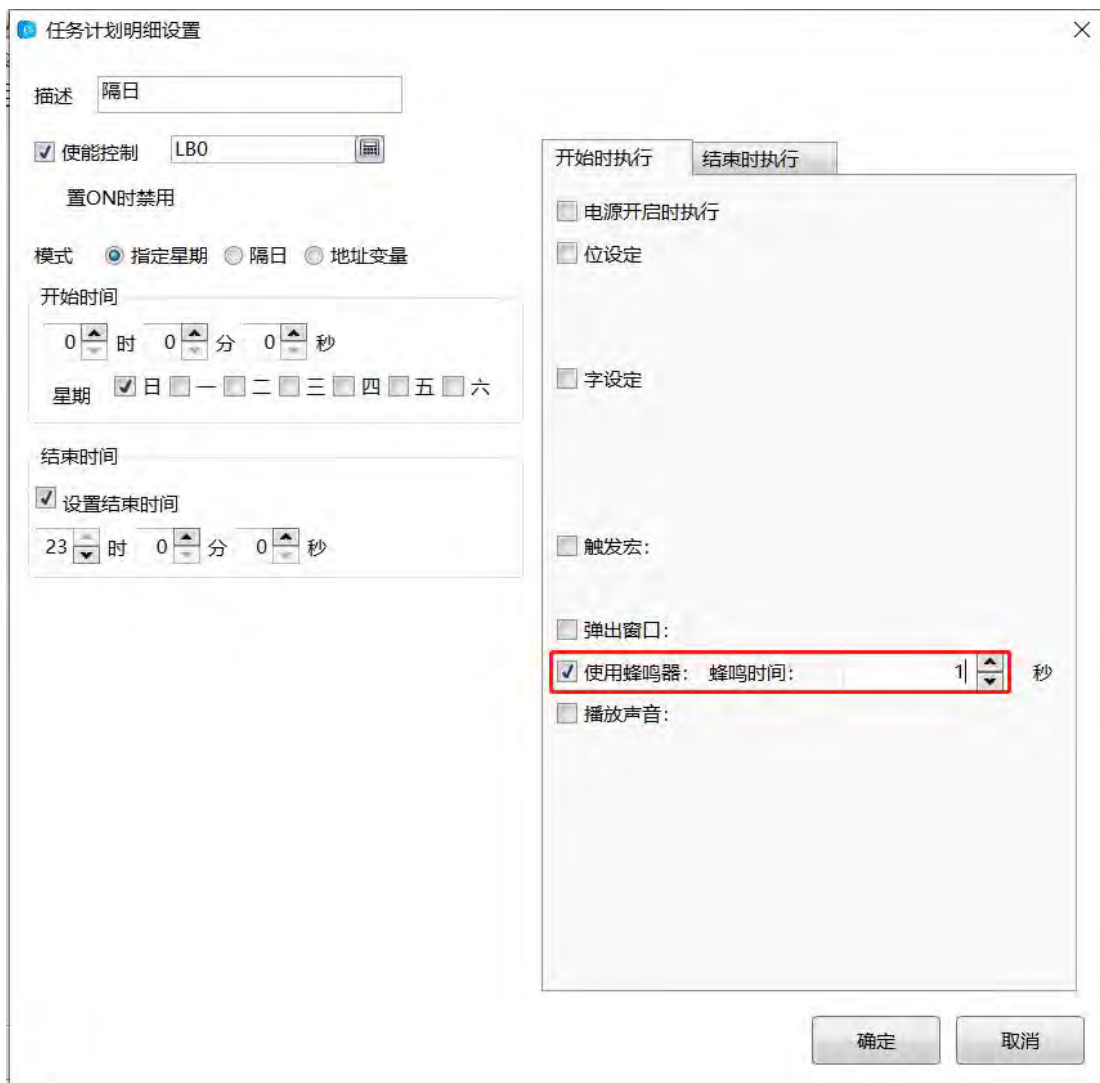 任务计划明细设置
描述 隔日
使能控制 LB0
置ON时禁用
模式 指定星期 隔日 地址变量
开始时间
0 时 0 分 0 秒
星期 日 一 二 三 四 五 六
结束时间
设置结束时间
23 时 0 分 0 秒
开始时执行 结束时执行
电源开启时执行
位设定
字设定
触发宏：
弹出窗口：
使用蜂鸣器： 蜂鸣时间： 1 秒
播放声音：
确定 取消